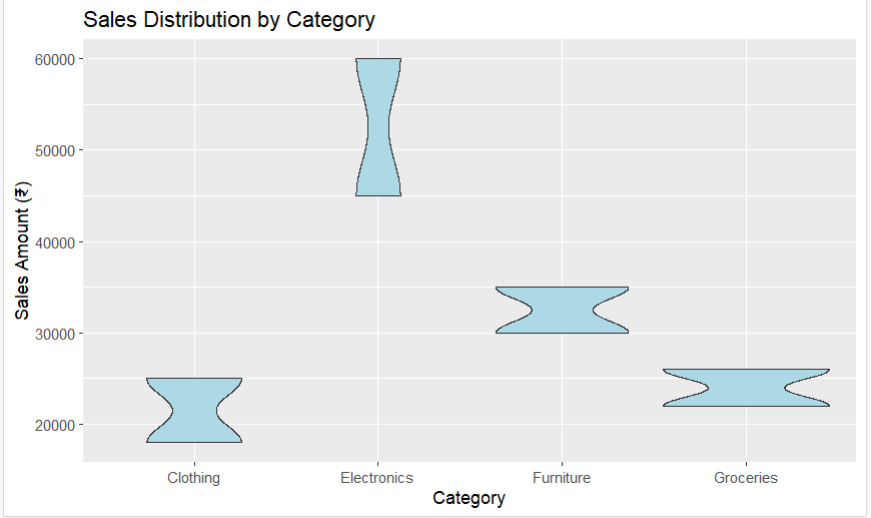 Sales Distribution by Category
60000
50000
40000
30000
20000
Sales Amount (₹)
Clothing Electronics Furniture Groceries
Category